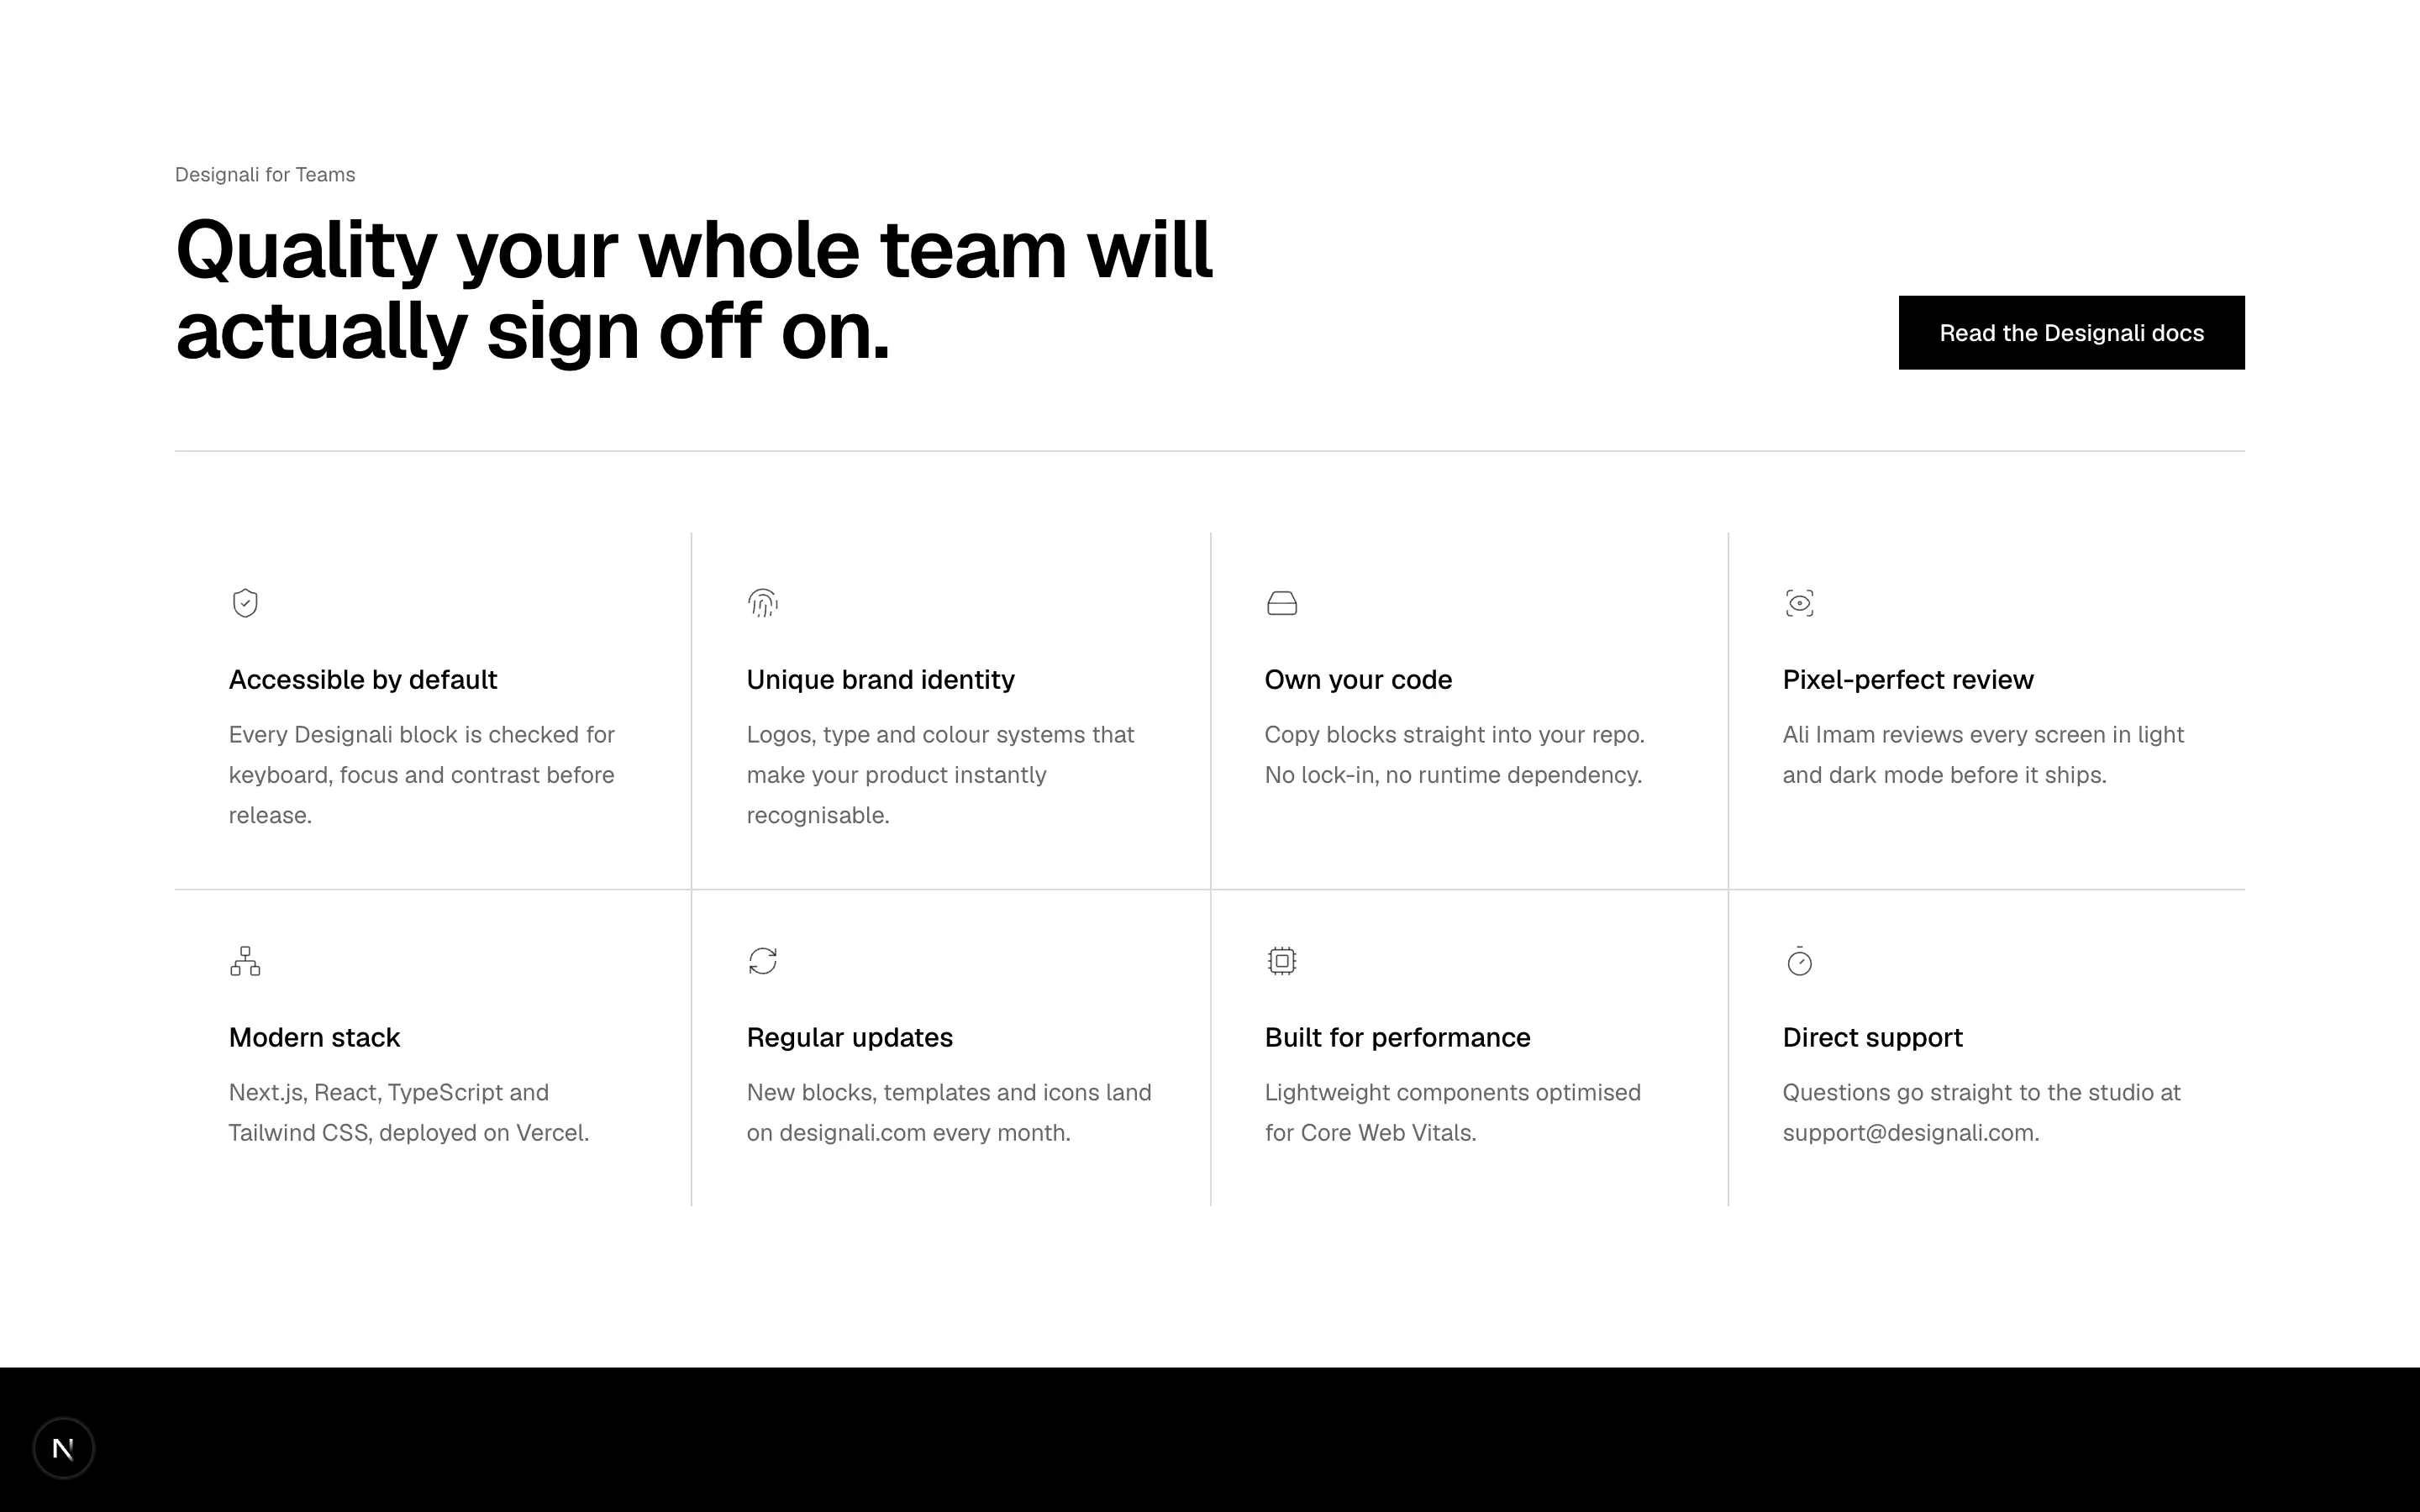 Designali for Teams
Quality your whole team will
actually sign off on.
Read the Designali docs
Accessible by default
Every Designali block is checked for
keyboard, focus and contrast before
release.
Unique brand identity
Logos, type and colour systems that
make your product instantly
recognisable.
Own your code
Copy blocks straight into your repo.
No lock-in, no runtime dependency.
Pixel-perfect review
Ali Imam reviews every screen in light
and dark mode before it ships.
Modern stack
Next.js, React, TypeScript and
Tailwind CSS, deployed on Vercel.
Regular updates
New blocks, templates and icons land
on designali.com every month.
Built for performance
Lightweight components optimised
for Core Web Vitals.
Direct support
Questions go straight to the studio at
support@designali.com.
N